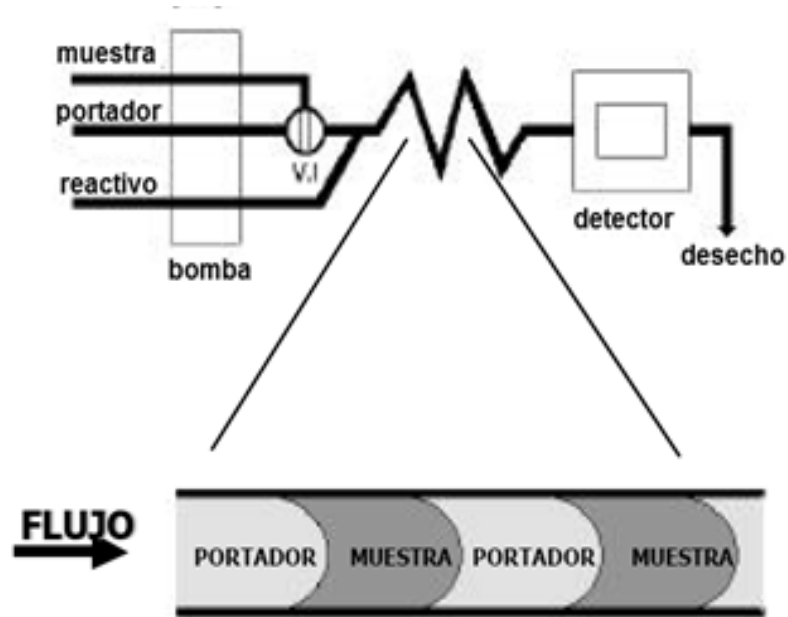 muestra
portador
V.I
reactivo
bomba
detector
desecho
FLUJO
PORTADOR
MUESTRA
PORTADOR
MUESTRA